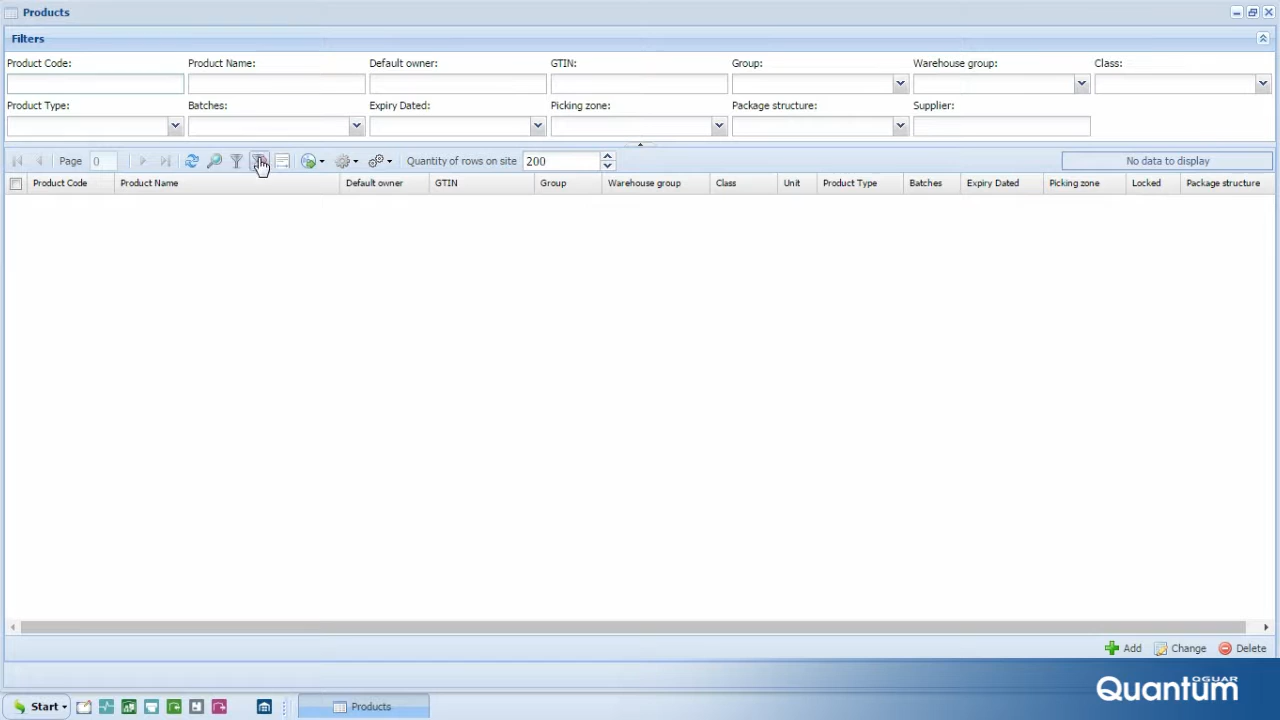 Products
Filters
Product Code: Product Name: Default owner: GTIN: Group: Warehouse group: Class:
Product Type: Batches: Expiry Dated: Picking zone: Package structure: Supplier:
Page 0 Quantity of rows on site 200 No data to display
Product Code Product Name Default owner GTIN Group Warehouse group Class Unit Product Type Batches Expiry Dated Picking zone Locked Package structure
Add Change Delete
OGUAR
Quantum
Start Products